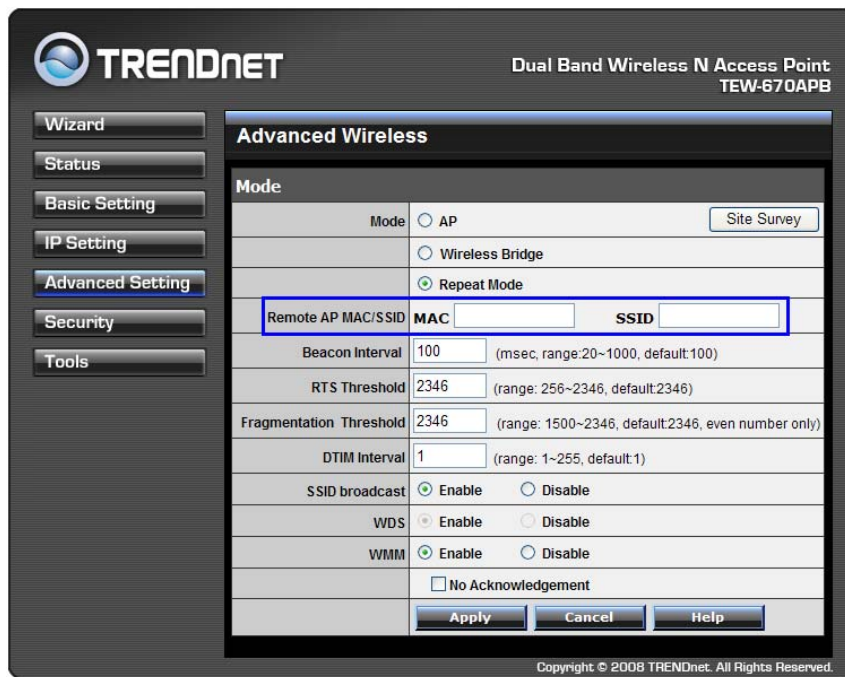 TRENDNET
Dual Band Wireless N Access Point
TEW-670APB
Wizard
Status
Basic Setting
IP Setting
Advanced Setting
Security
Tools
Advanced Wireless
Mode
Mode AP Site Survey
Wireless Bridge
Repeat Mode
Remote AP MAC/SSID MAC SSID
Beacon Interval 100 (msec, range:20~1000, default:100)
RTS Threshold 2346 (range: 256~2346, default:2346)
Fragmentation Threshold 2346 (range: 1500~2346, default:2346, even number only)
DTIM Interval 1 (range: 1~255, default:1)
SSID broadcast Enable Disable
WDS Enable Disable
WMM Enable Disable
No Acknowledgement
Apply Cancel Help
Copyright © 2008 TRENDnet. All Rights Reserved.